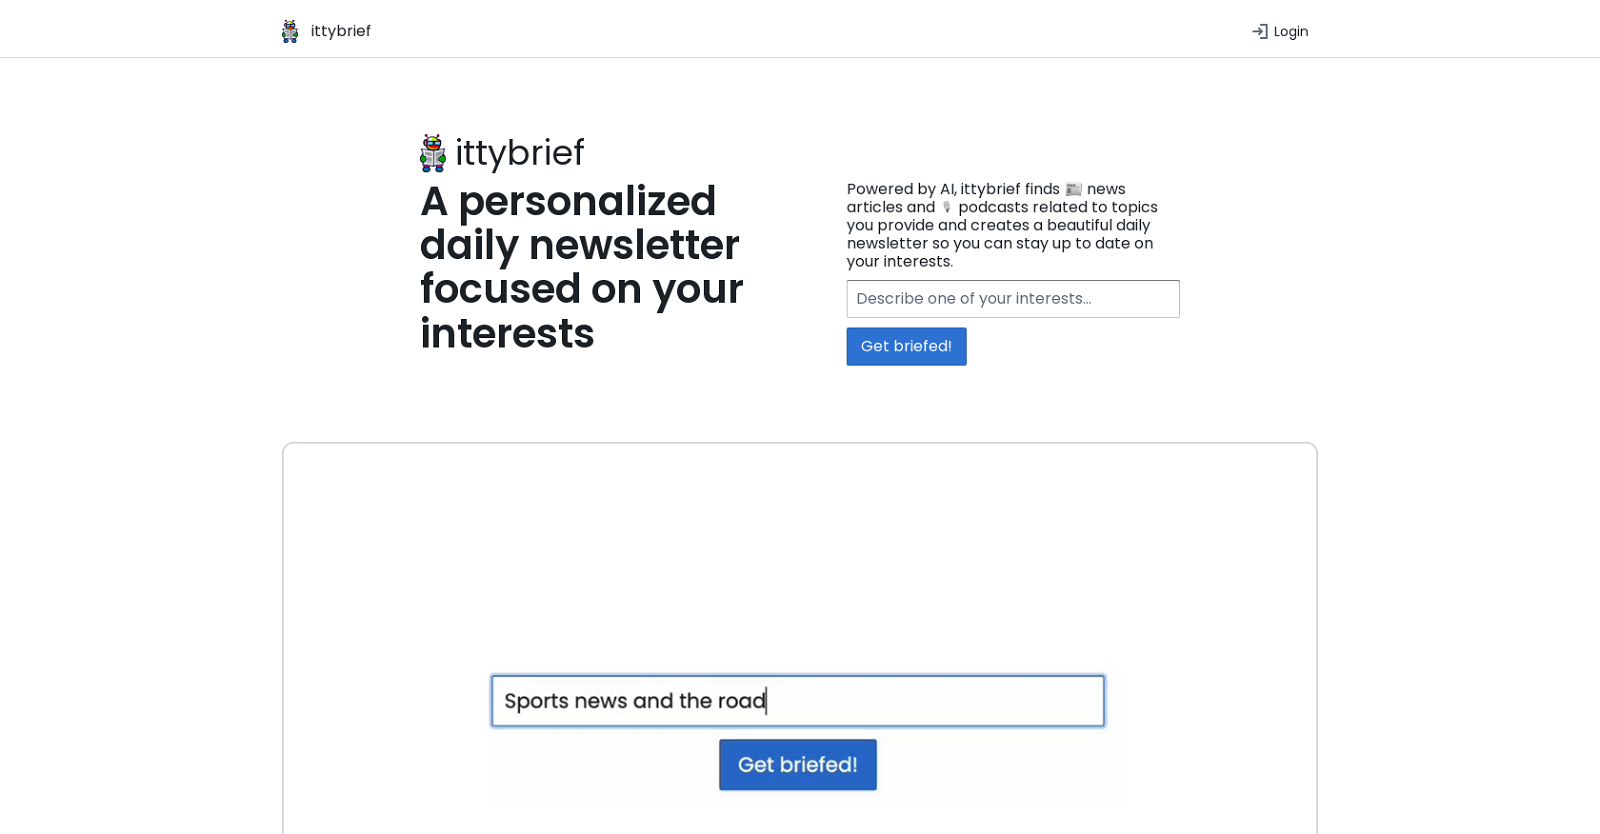 ittybrief
Login
ittybrief
A personalized
daily newsletter
focused on your
interests
Powered by AI, ittybrief finds 📰 news
articles and 🎙 podcasts related to topics
you provide and creates a beautiful daily
newsletter so you can stay up to date on
your interests.
Describe one of your interests...
Get briefed!
Sports news and the road
Get briefed!